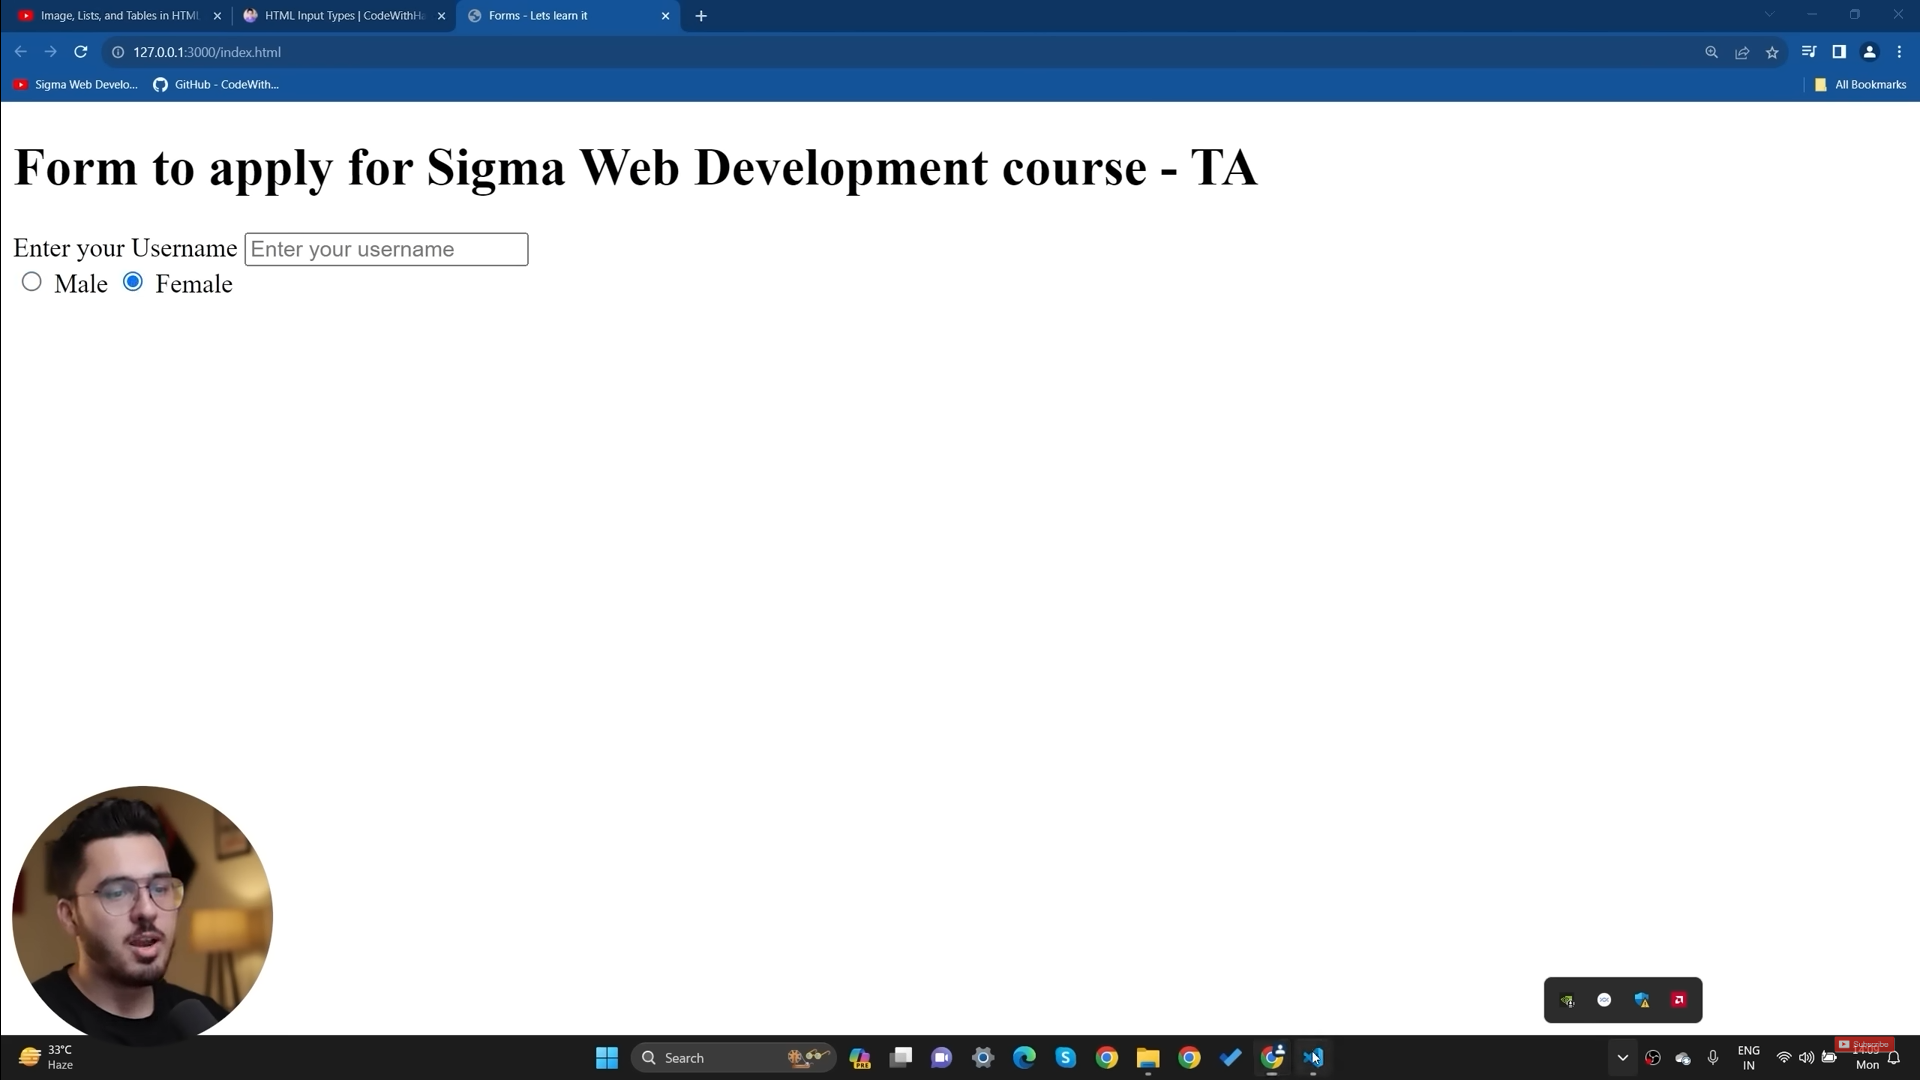 Image, Lists, and Tables in HTML
HTML Input Types | CodeWithHa
Forms - Lets learn it
127.0.0.1:3000/index.html
Sigma Web Develo...
GitHub - CodeWith...
All Bookmarks
Form to apply for Sigma Web Development course - TA
Enter your Username
Enter your username
Male
Female
33°C
Haze
Search
PRE
ENG
IN
Subscribe
Mon